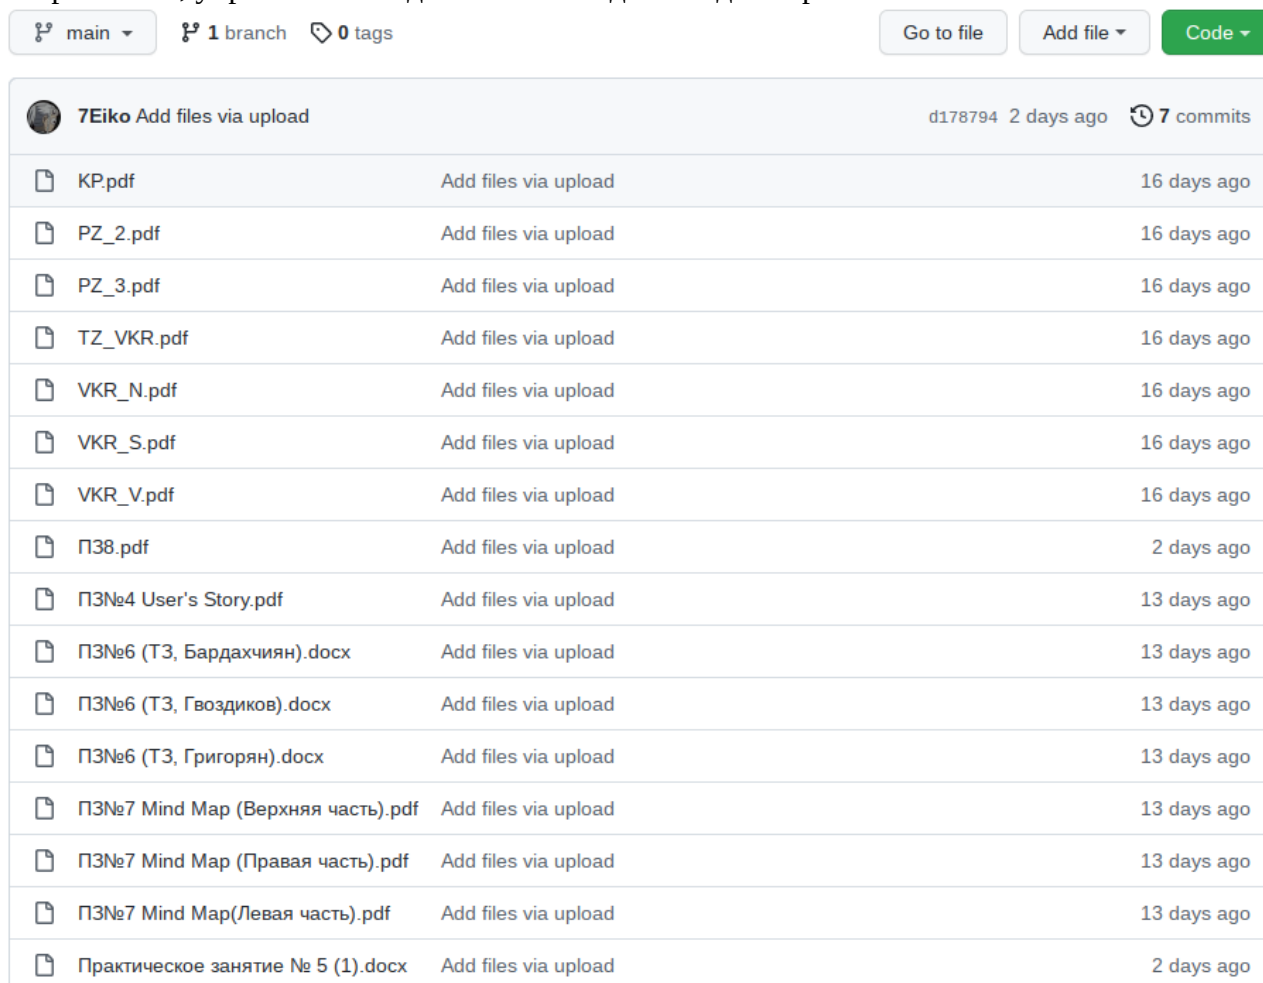 main 1 branch 0 tags Go to file Add file Code
7Eiko Add files via upload d178794 2 days ago 7 commits
KP.pdf Add files via upload 16 days ago
PZ_2.pdf Add files via upload 16 days ago
PZ_3.pdf Add files via upload 16 days ago
TZ_VKR.pdf Add files via upload 16 days ago
VKR_N.pdf Add files via upload 16 days ago
VKR_S.pdf Add files via upload 16 days ago
VKR_V.pdf Add files via upload 16 days ago
ПЗ8.pdf Add files via upload 2 days ago
ПЗ№4 User's Story.pdf Add files via upload 13 days ago
ПЗ№6 (ТЗ, Бардахчиян).docx Add files via upload 13 days ago
ПЗ№6 (ТЗ, Гвоздиков).docx Add files via upload 13 days ago
ПЗ№6 (ТЗ, Григорян).docx Add files via upload 13 days ago
ПЗ№7 Mind Map (Верхняя часть).pdf Add files via upload 13 days ago
ПЗ№7 Mind Map (Правая часть).pdf Add files via upload 13 days ago
ПЗ№7 Mind Map(Левая часть).pdf Add files via upload 13 days ago
Практическое занятие № 5 (1).docx Add files via upload 2 days ago